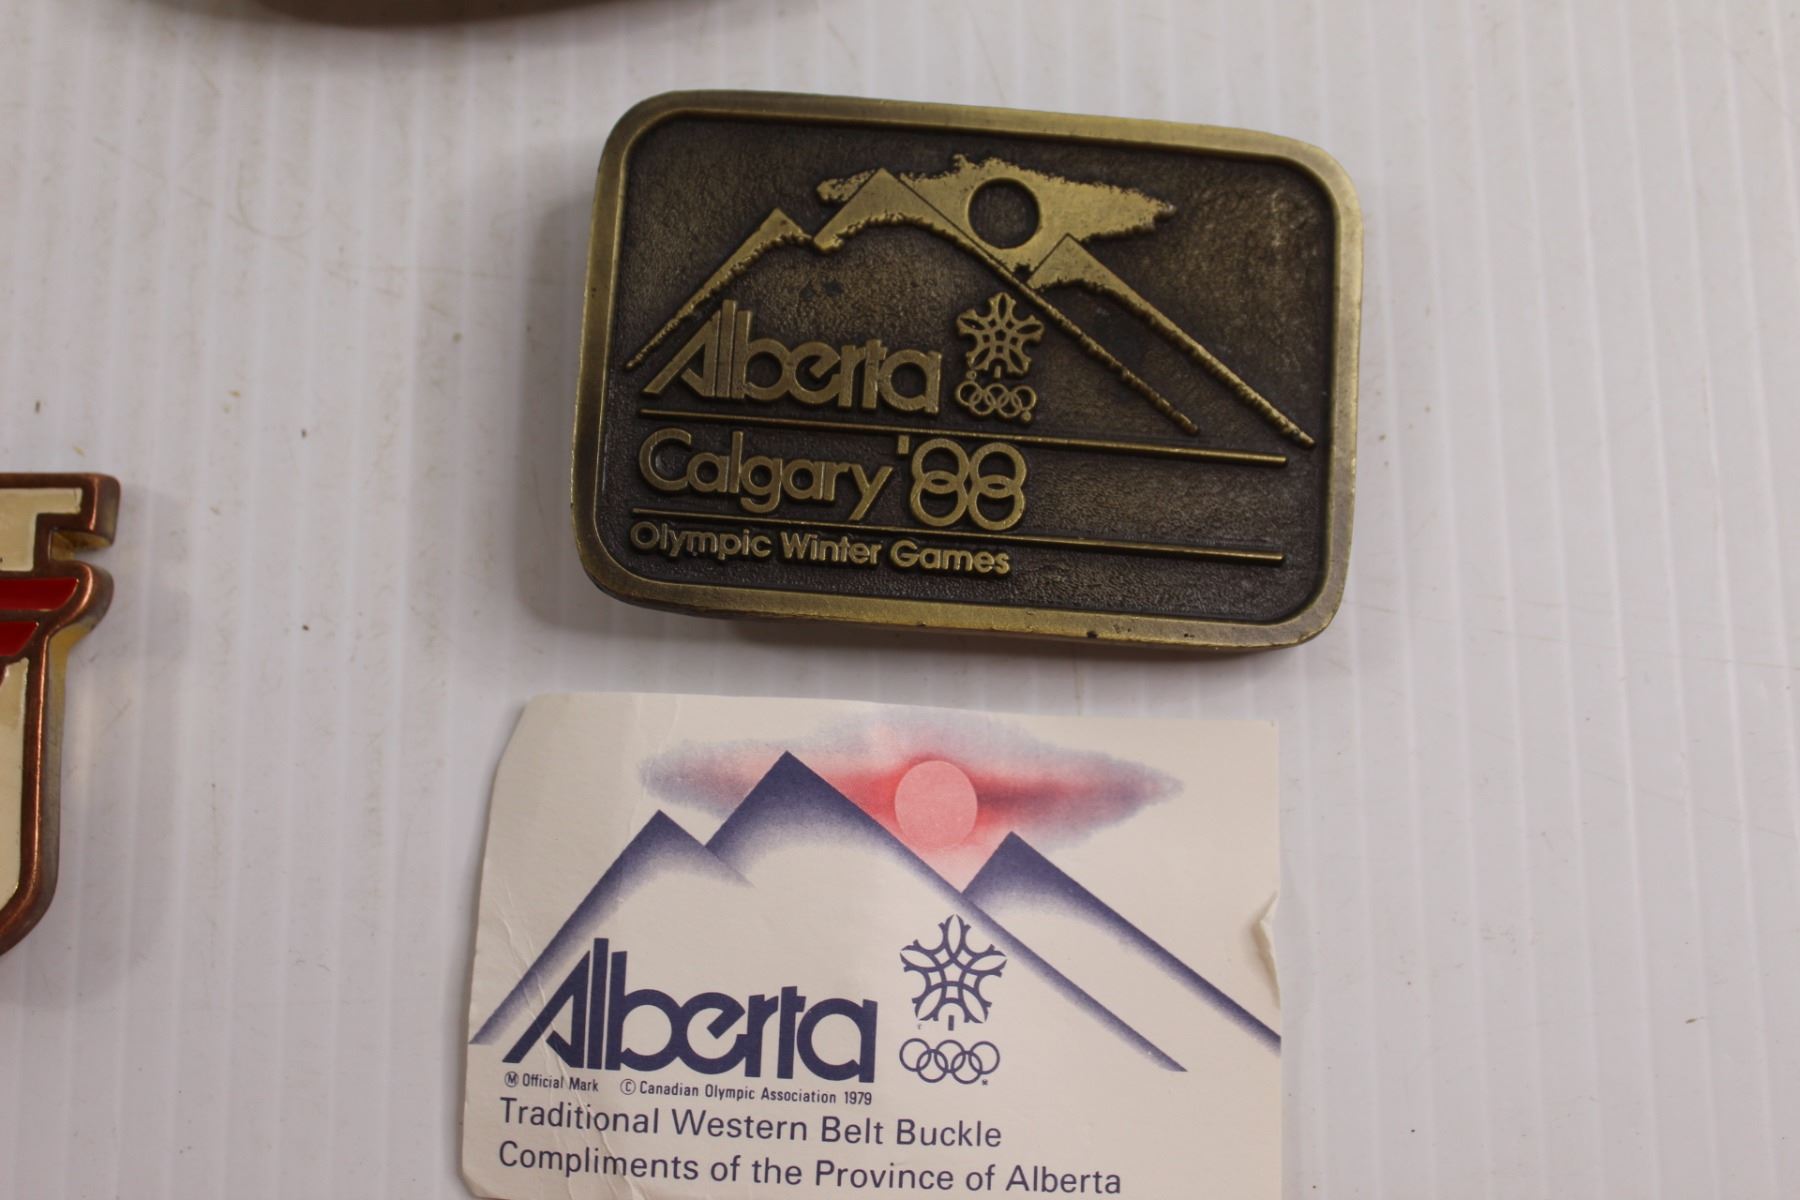 Alberta
Calgary '88
Olympic Winter Games
Alberta
Ⓜ Official Mark © Canadian Olympic Association 1979
Traditional Western Belt Buckle
Compliments of the Province of Alberta